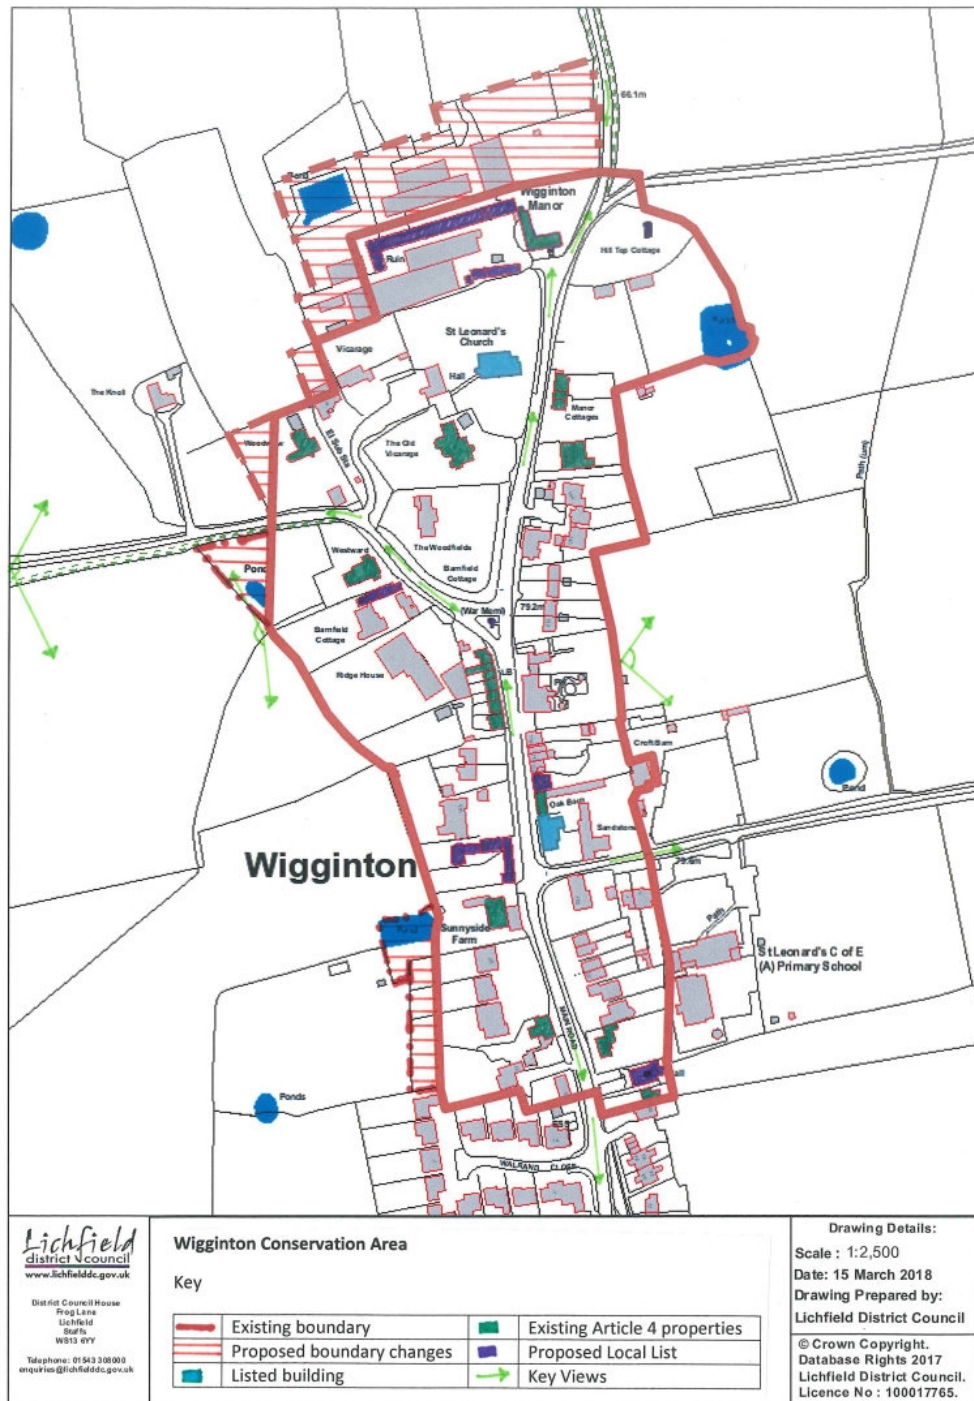 66.1m
Pond
Wigginton
Manor
Ruin
Hill Top Cottage
St Leonard's
Church
Vicarage
Hall
The Knoll
Manor
Cottages
El Sub Sta
The Old
Vicarage
Path (um)
The Woodfields
Westward
Pond
Barnfield
Cottage
(War Meml)
79.2m
Barnfield
Cottage
Ridge House
LB
Croft Barn
Pond
Oak Barn
Sandstone
79.6m
Wigginton
Path
Sunnyside
Farm
St Leonard's C of E
(A) Primary School
MAIN ROAD
Ponds
ESS
WALRAND CLOSE
Lichfield
district council
www.lichfielddc.gov.uk
District Council House
Frog Lane
Lichfield
Staffs
WS13 6YY
Telephone: 01543 308000
enquiries@lichfielddc.gov.uk
Wigginton Conservation Area
Key
Existing boundary
Existing Article 4 properties
Proposed boundary changes
Proposed Local List
Listed building
Key Views
Drawing Details:
Scale : 1:2,500
Date: 15 March 2018
Drawing Prepared by:
Lichfield District Council
© Crown Copyright.
Database Rights 2017
Lichfield District Council.
Licence No : 100017765.